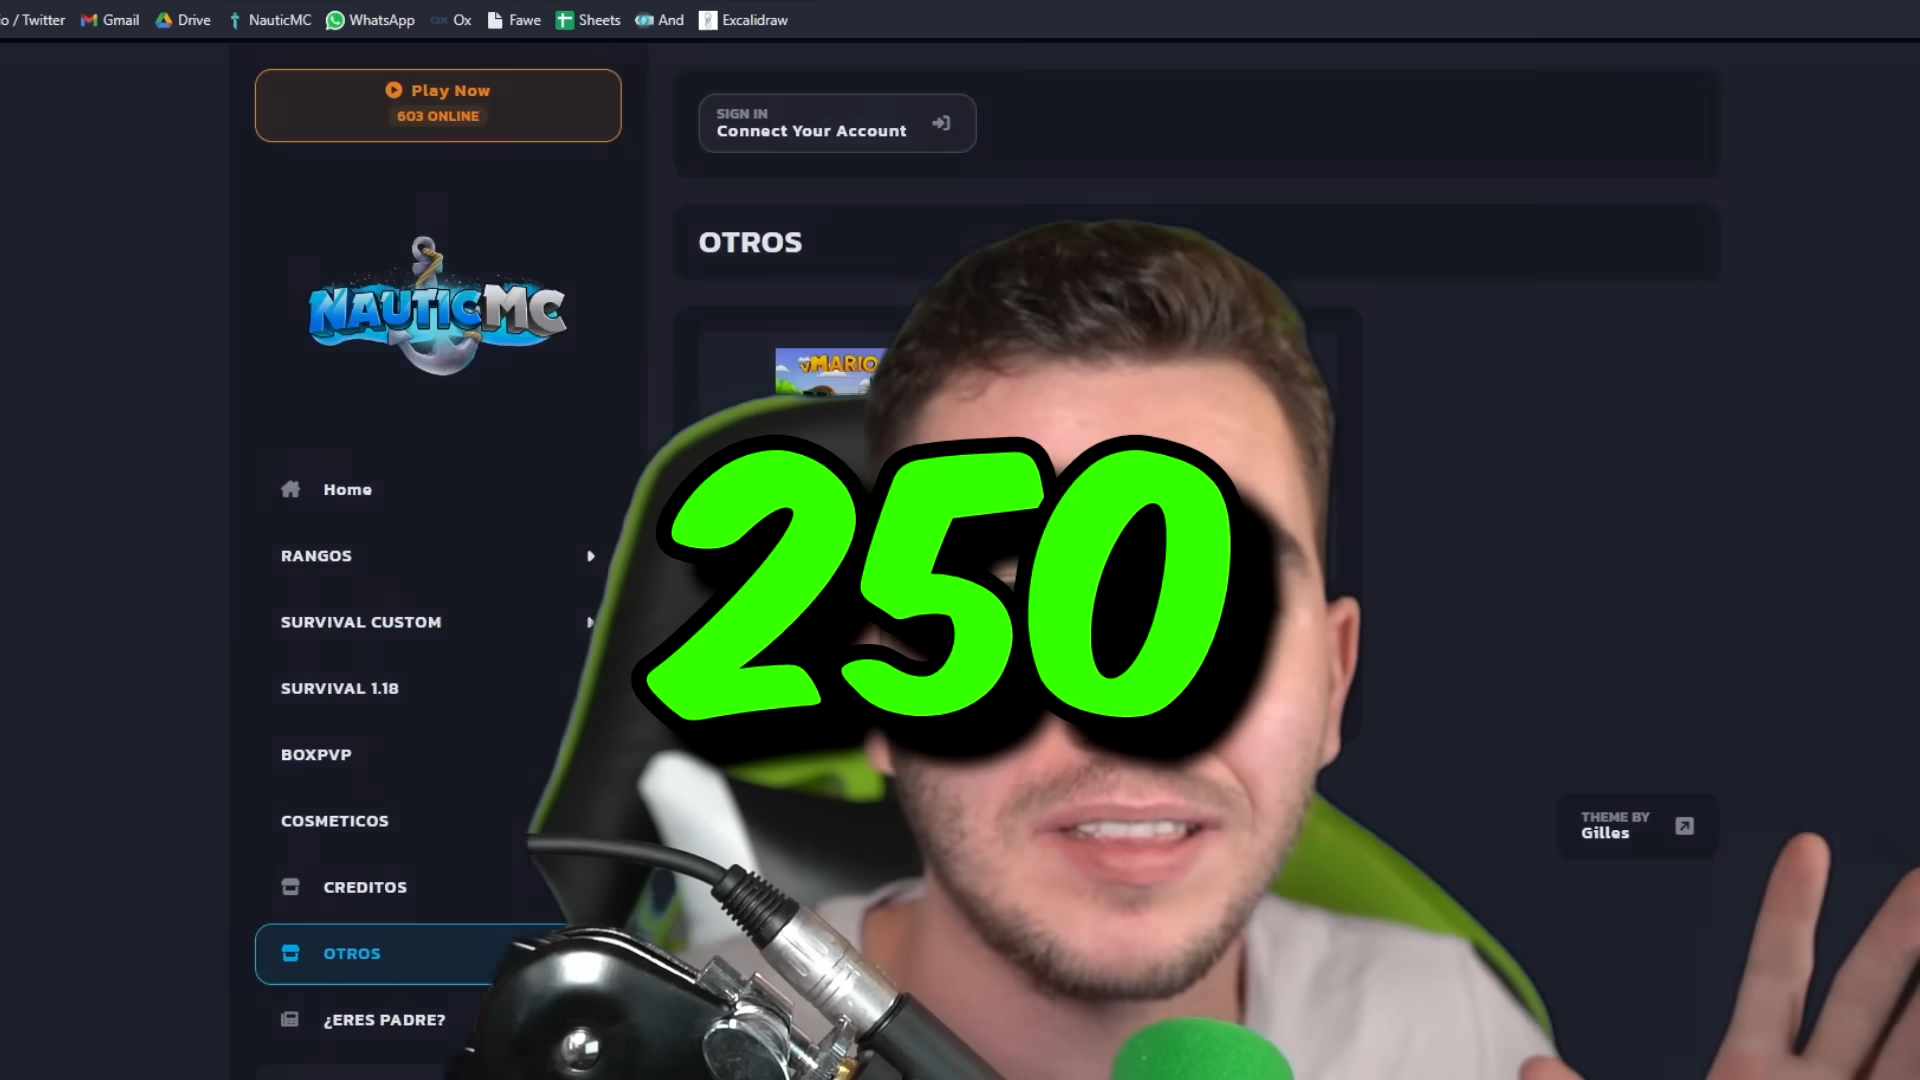 io / Twitter
Gmail
Drive
NauticMC
WhatsApp
Ox
Fawe
Sheets
And
Excalidraw
Play Now
603 ONLINE
SIGN IN
Connect Your Account
NAUTICMC
OTROS
vMARIO
Home
RANGOS
SURVIVAL CUSTOM
SURVIVAL 1.18
BOXPVP
COSMETICOS
CREDITOS
OTROS
¿ERES PADRE?
250
THEME BY
Gilles